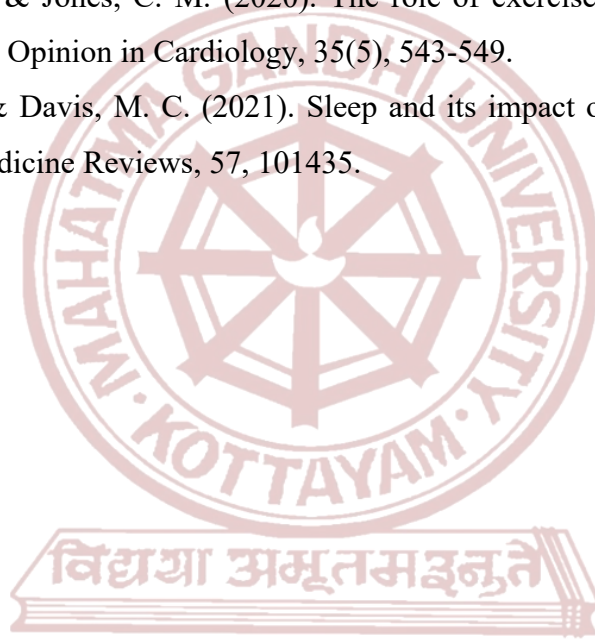 & Jones, C. M. (2020). The role of exercise
Opinion in Cardiology, 35(5), 543-549.
& Davis, M. C. (2021). Sleep and its impact o
dicine Reviews, 57, 101435.
MAHATMA GANDHI UNIVERSITY
• KOTTAYAM •
विद्यया अमृतमश्नुते